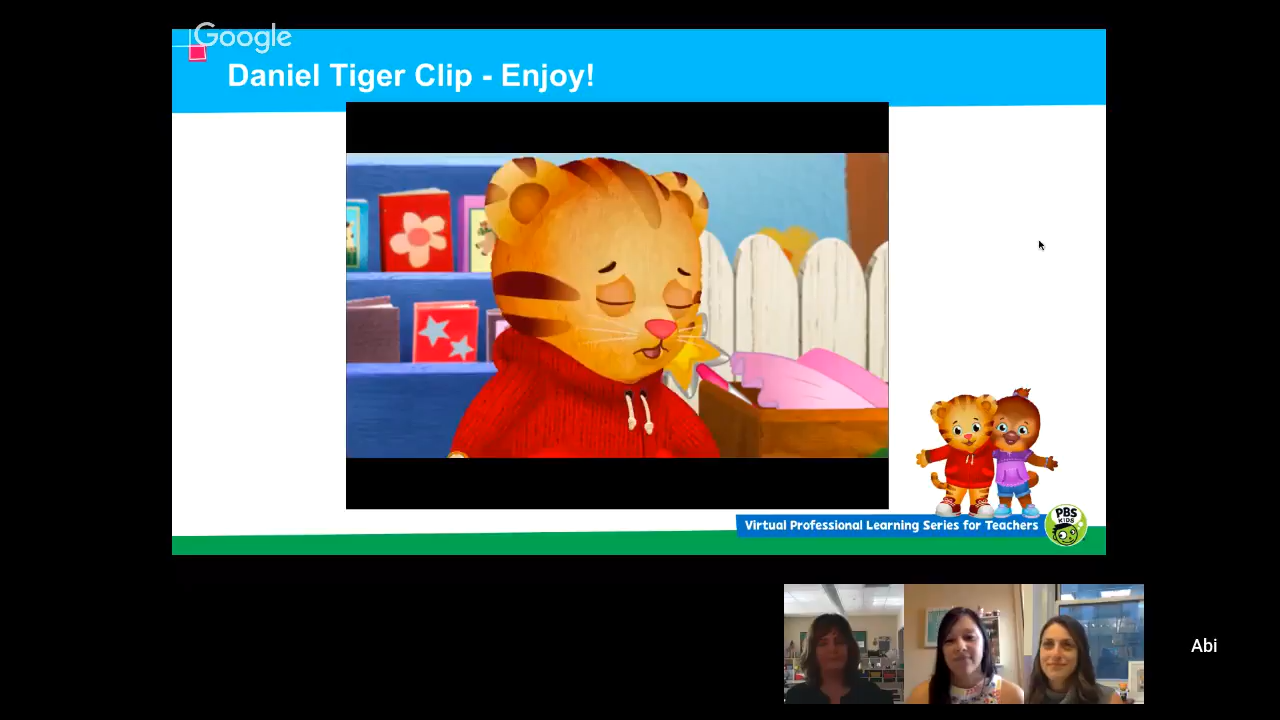 Google
Daniel Tiger Clip - Enjoy!
Virtual Professional Learning Series for Teachers
PBS
KIDS
Abi